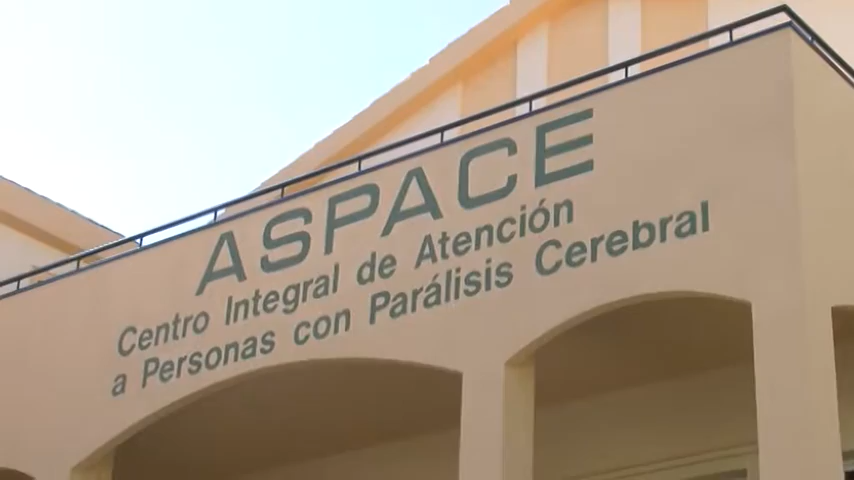 ASPACE
Centro Integral de Atención
a Personas con Parálisis Cerebral